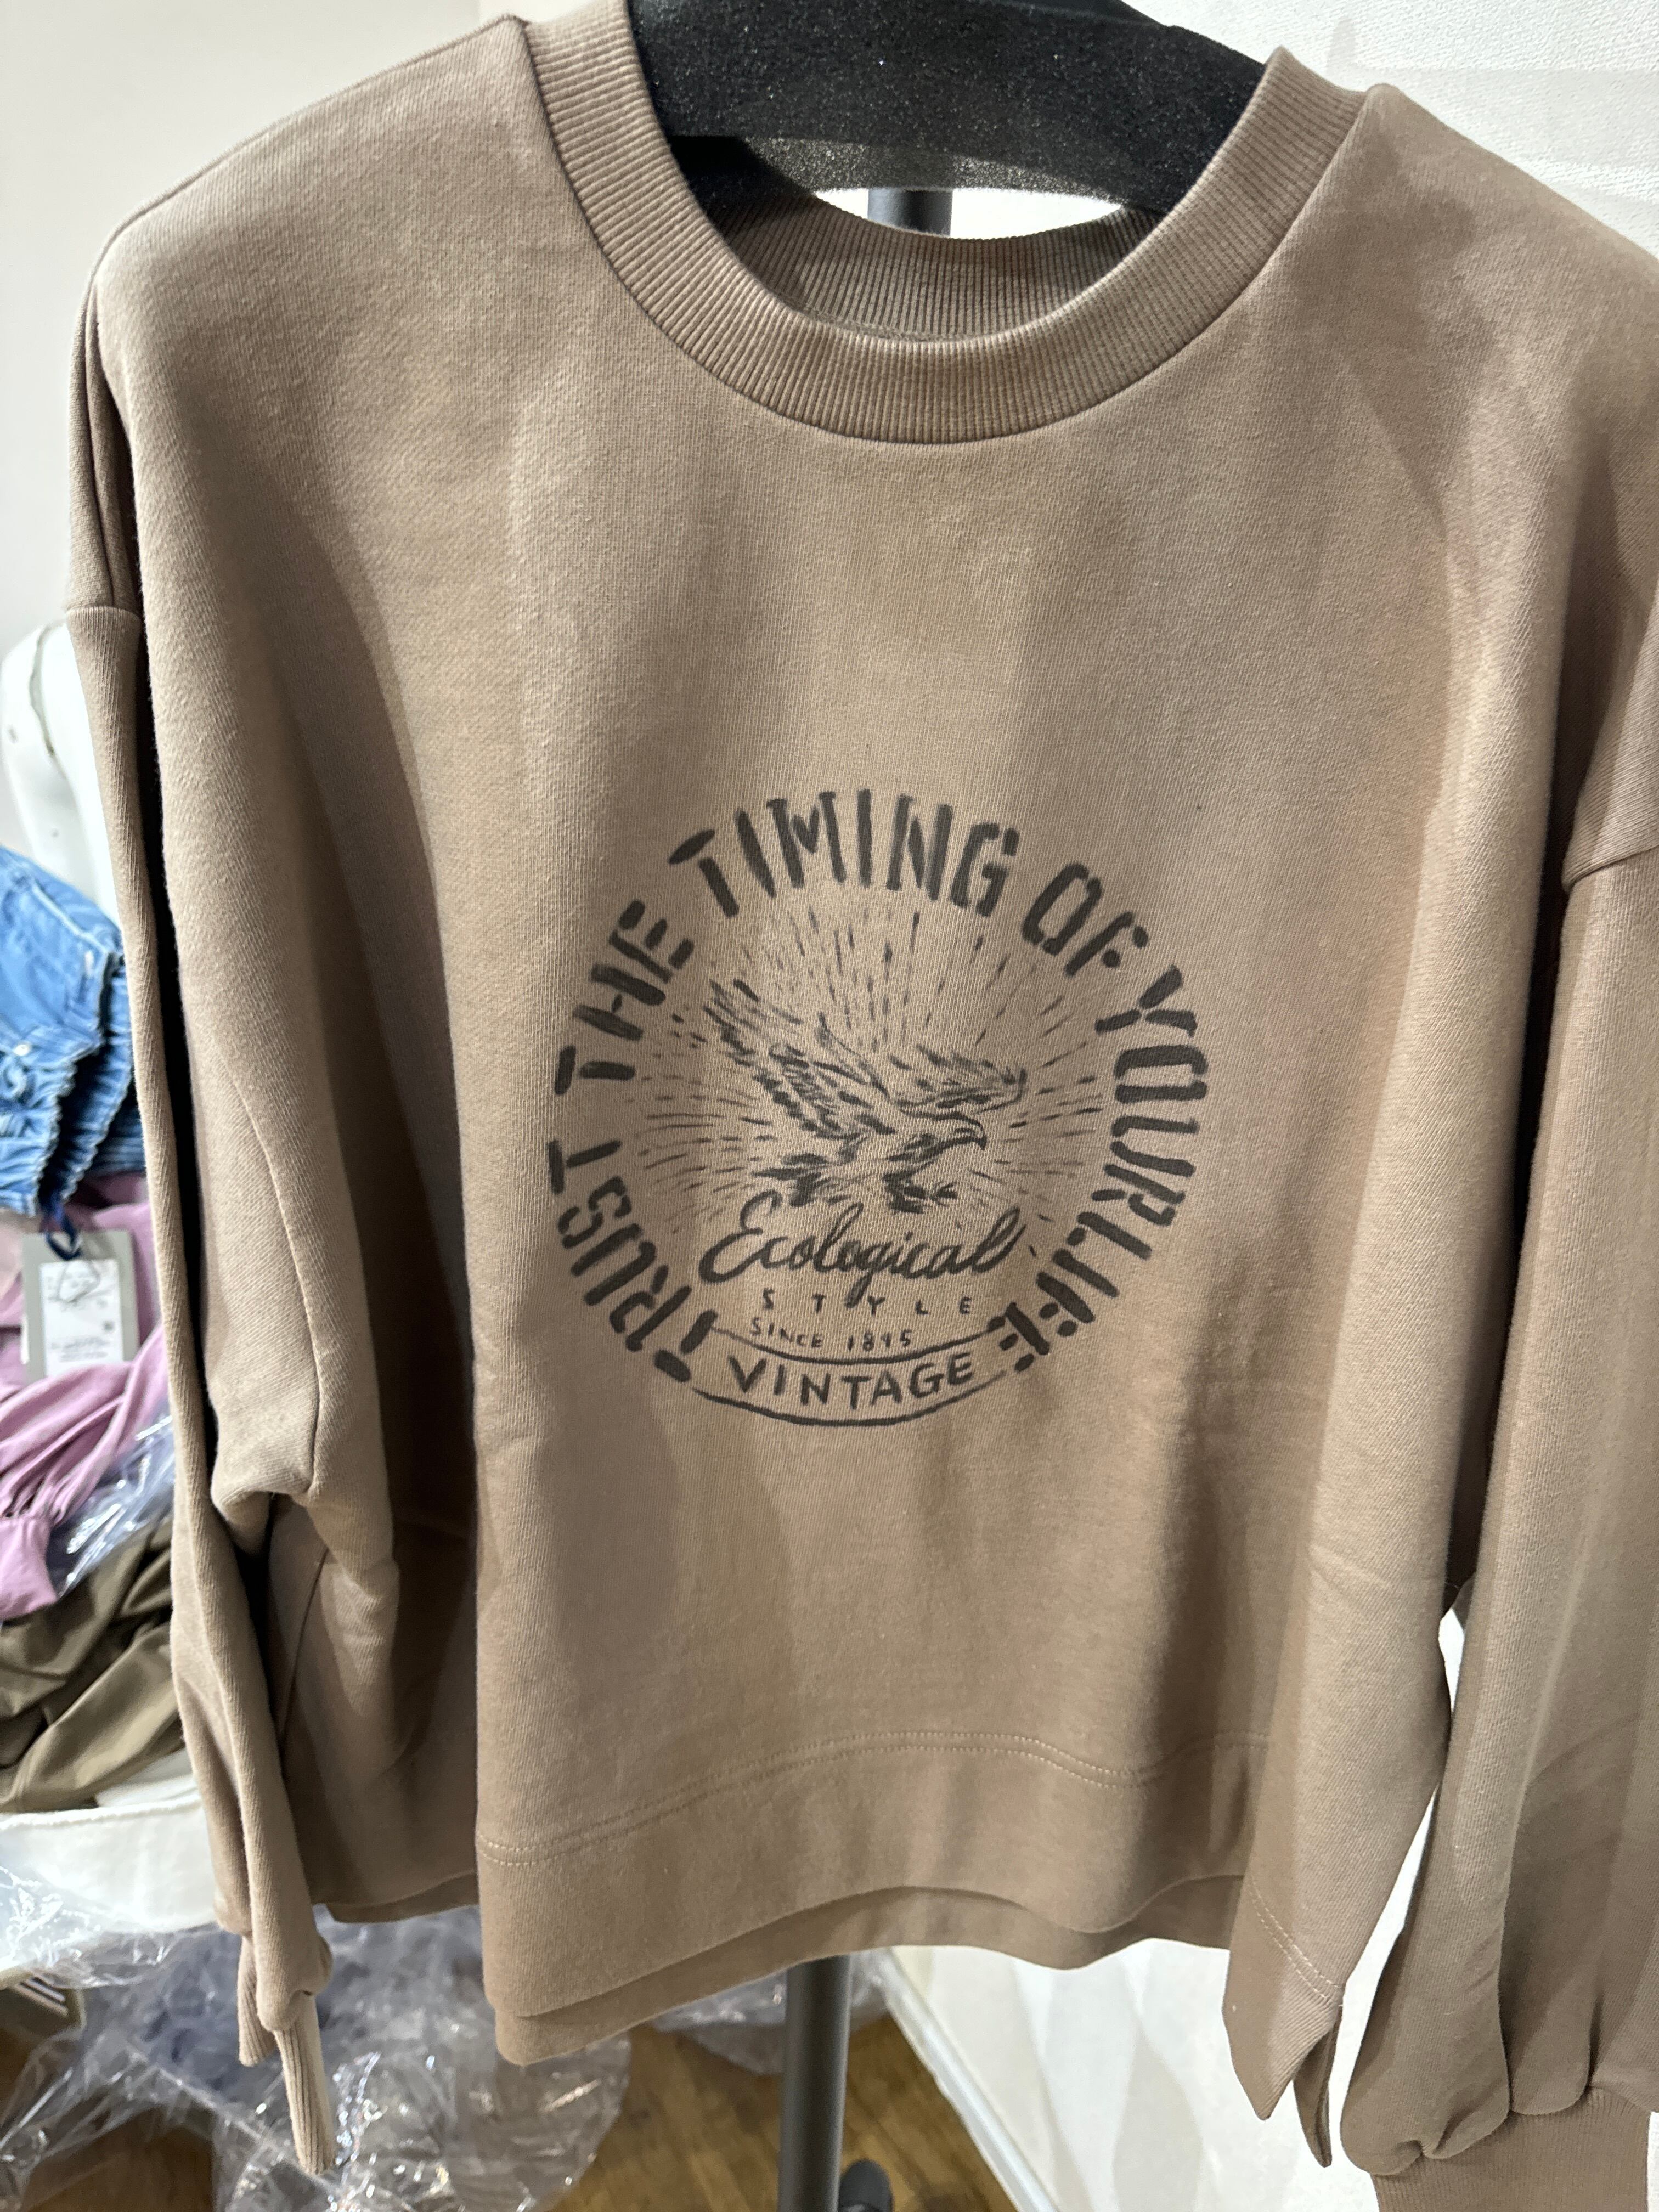 TRUST THE TIMING OF YOUR LIFE
Ecological
STYLE
SINCE 1895
VINTAGE